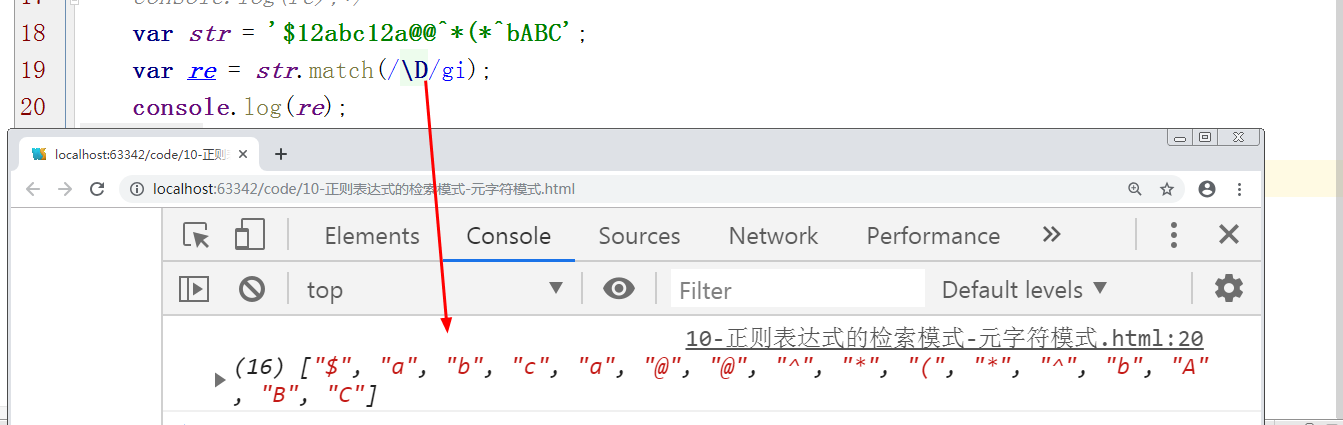 17 console.log(re);*/
18 var str = '$12abc12a@@^*(*^bABC';
19 var re = str.match(/\D/gi);
20 console.log(re);
localhost:63342/code/10-正则
localhost:63342/code/10-正则表达式的检索模式-元字符模式.html
Elements Console Sources Network Performance
top Filter Default levels
10-正则表达式的检索模式-元字符模式.html:20
(16) ["$", "a", "b", "c", "a", "@", "@", "^", "*", "(", "*", "^", "b", "A"
, "B", "C"]